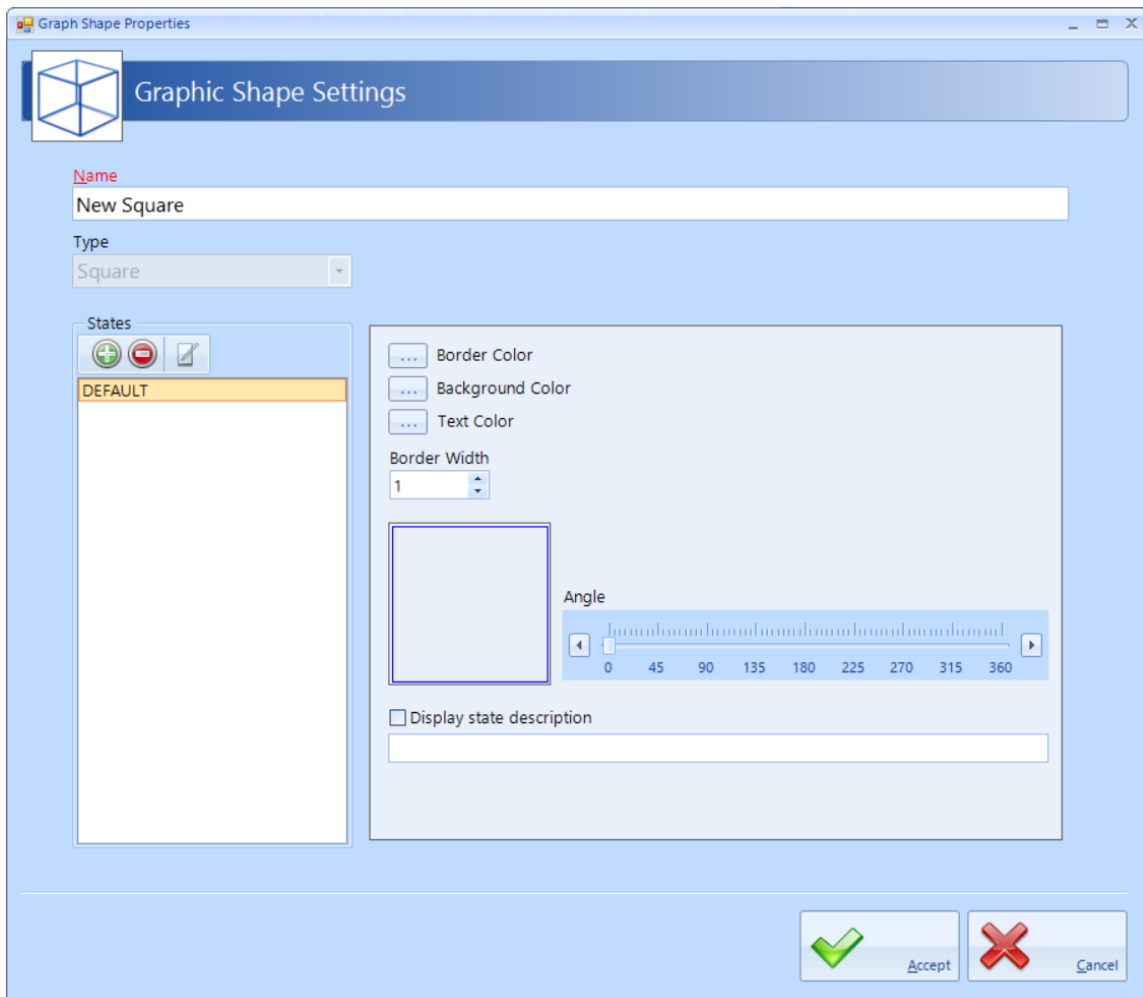 Graph Shape Properties
Graphic Shape Settings
Name
New Square
Type
Square
States
DEFAULT
... Border Color
... Background Color
... Text Color
Border Width
1
Angle
0 45 90 135 180 225 270 315 360
Display state description
Accept
Cancel